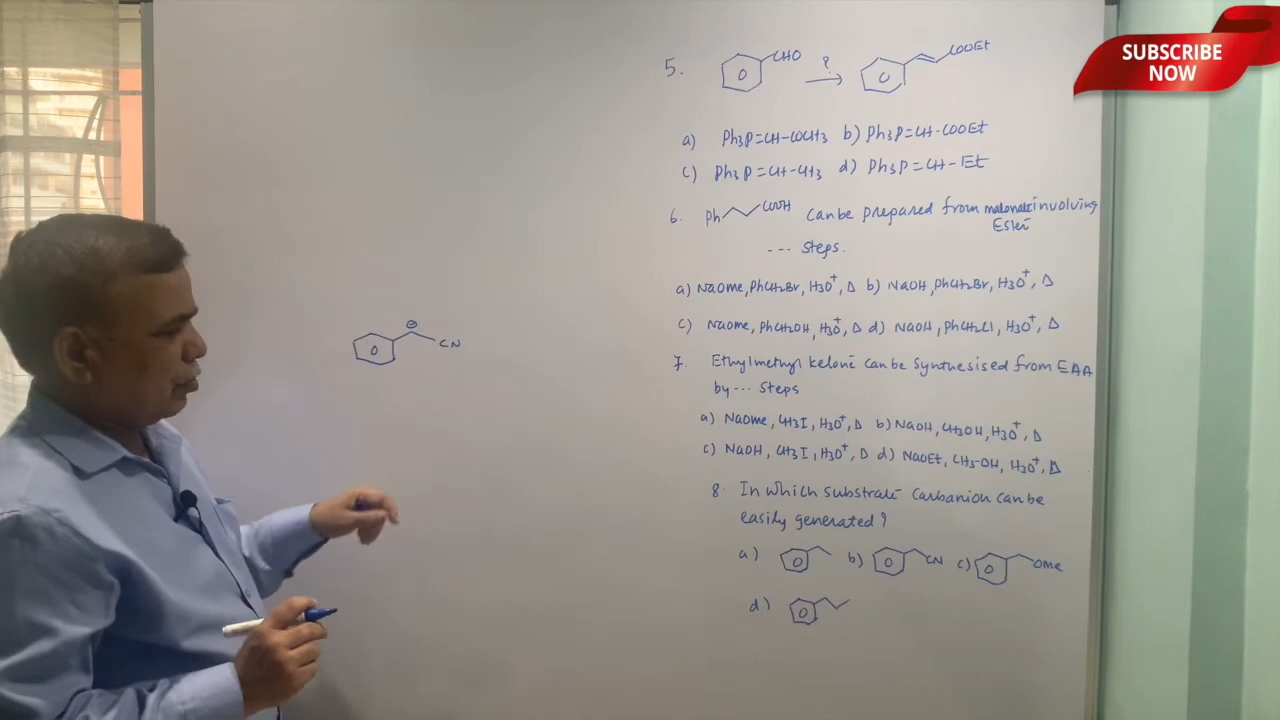 SUBSCRIBE
NOW
5. CHO ? COOEt
a) Ph3P=CH-COCH3 b) Ph3P=CH-COOEt
c) Ph3P=CH-CH3 d) Ph3P=CH-Et
6. Ph COOH can be prepared from malonate involving
Ester
--- Steps.
a) NaOMe, PhCH2Br, H3O+, Δ b) NaOH, PhCH2Br, H3O+, Δ
c) NaOMe, PhCH2OH, H3O+, Δ d) NaOH, PhCH2Cl, H3O+, Δ
7. Ethylmethyl ketone can be synthesised from EAA
by --- Steps
a) NaOMe, CH3I, H3O+, Δ b) NaOH, CH3OH, H3O+, Δ
c) NaOH, CH3I, H3O+, Δ d) NaOEt, CH3-OH, H3O+, Δ
8. In which substrate carbanion can be
easily generated?
a) b) CN c) OMe
d)
⊖
CN